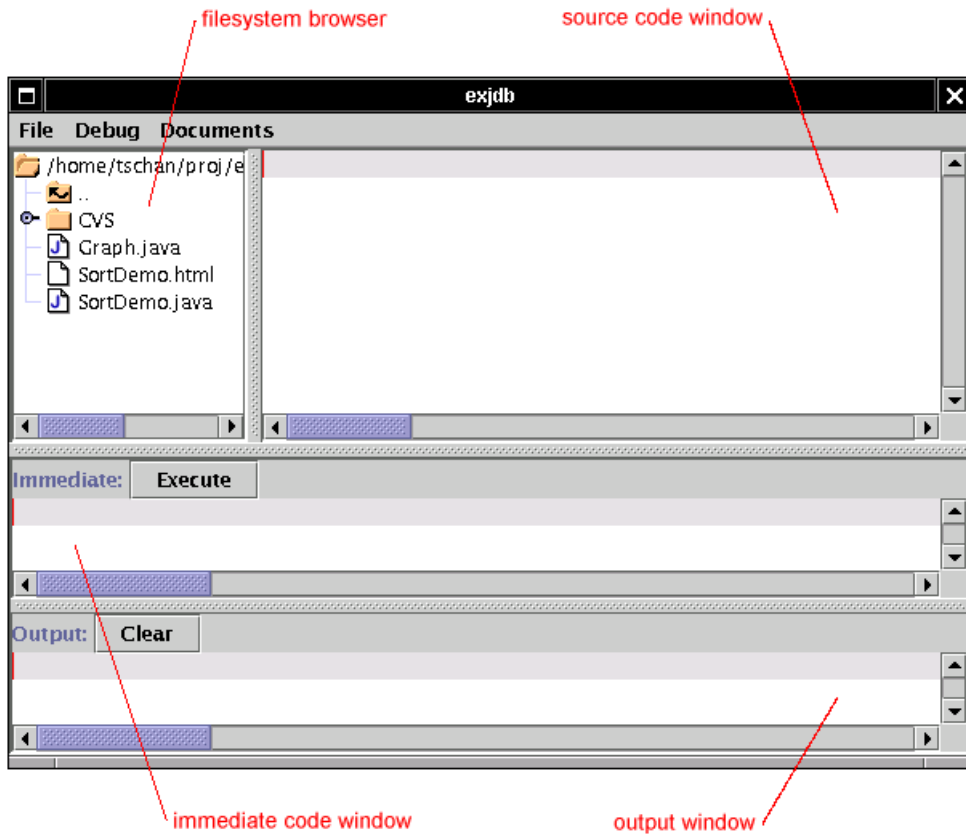 filesystem browser
source code window
exjdb
File Debug Documents
/home/tschan/proj/e
..
CVS
Graph.java
SortDemo.html
SortDemo.java
Immediate: Execute
Output: Clear
immediate code window
output window